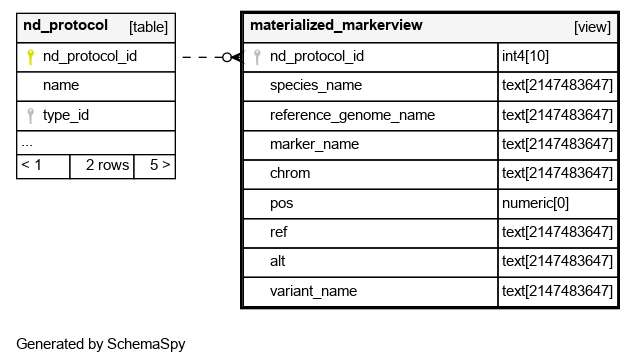 nd_protocol [table]
nd_protocol_id
name
type_id
...
< 1 2 rows 5 >
materialized_markerview [view]
nd_protocol_id int4[10]
species_name text[2147483647]
reference_genome_name text[2147483647]
marker_name text[2147483647]
chrom text[2147483647]
pos numeric[0]
ref text[2147483647]
alt text[2147483647]
variant_name text[2147483647]
Generated by SchemaSpy